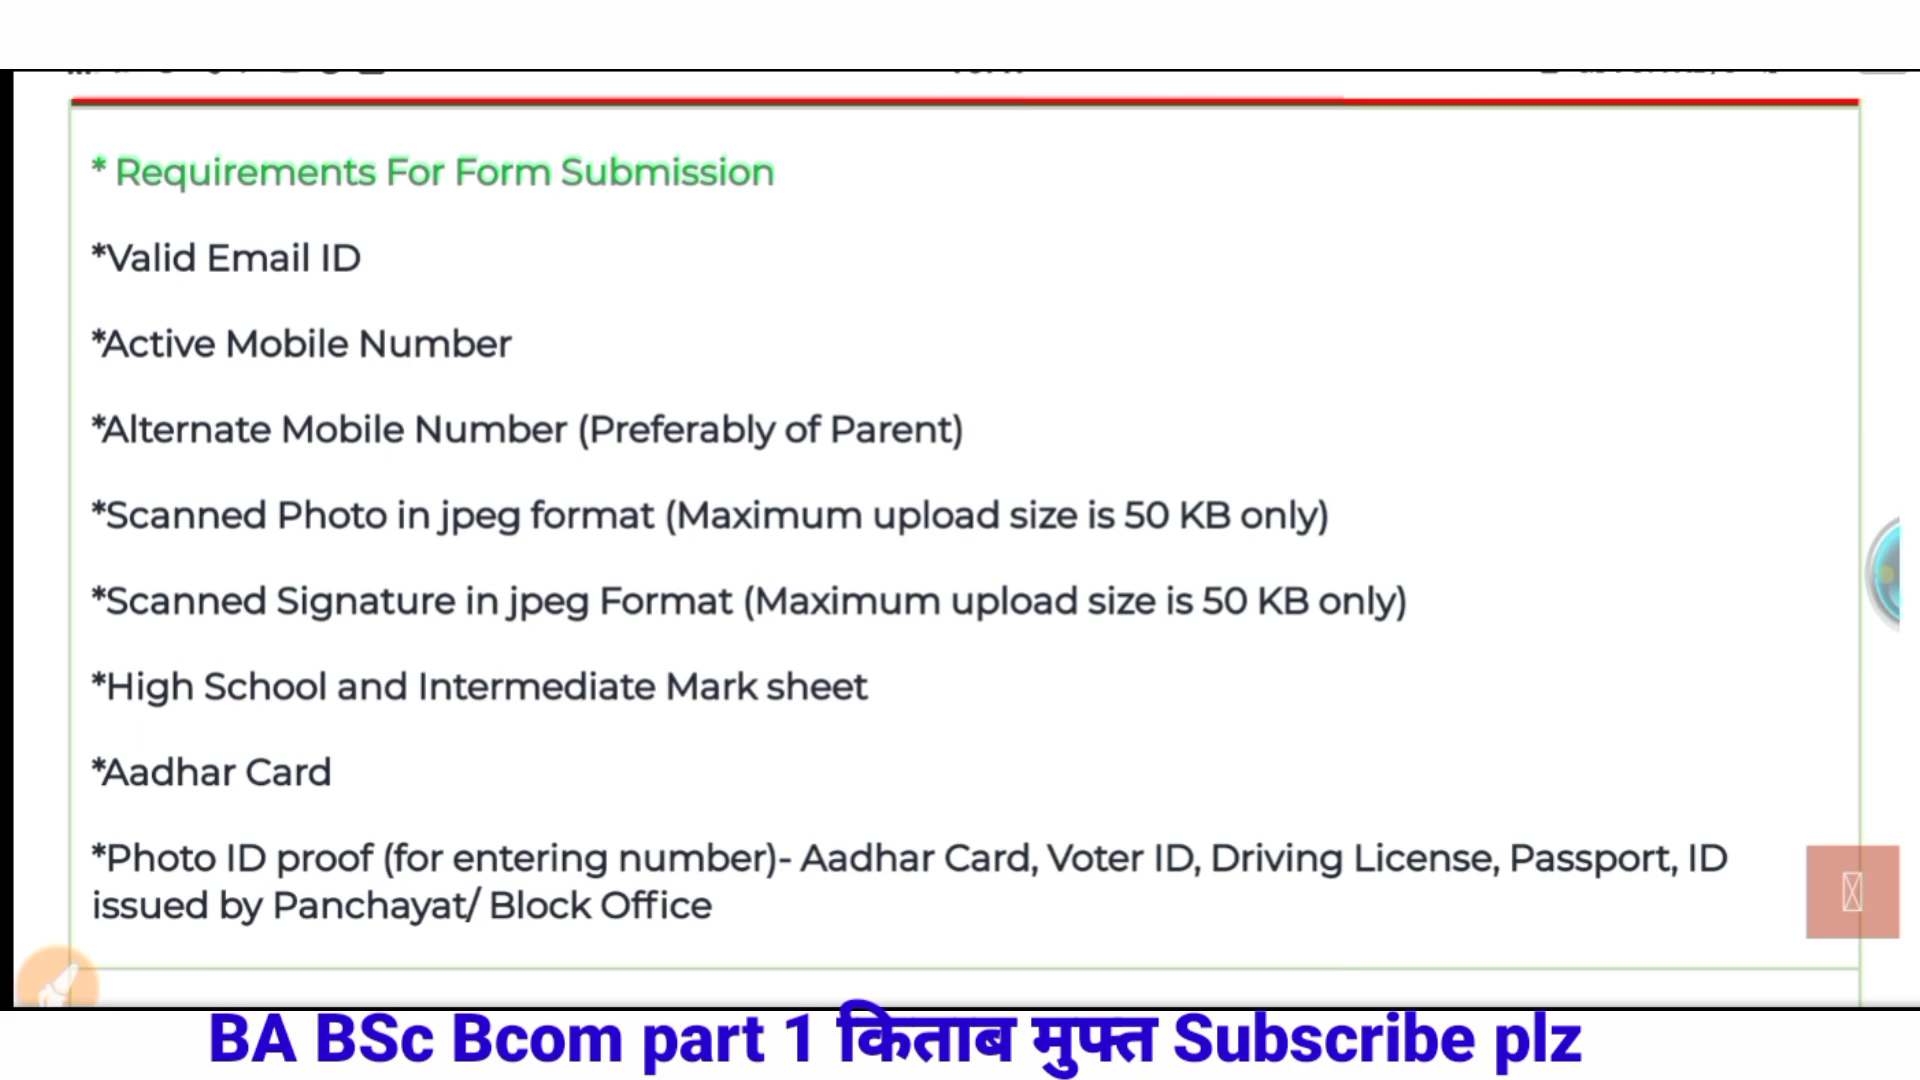 * Requirements For Form Submission
*Valid Email ID
*Active Mobile Number
*Alternate Mobile Number (Preferably of Parent)
*Scanned Photo in jpeg format (Maximum upload size is 50 KB only)
*Scanned Signature in jpeg Format (Maximum upload size is 50 KB only)
*High School and Intermediate Mark sheet
*Aadhar Card
*Photo ID proof (for entering number)- Aadhar Card, Voter ID, Driving License, Passport, ID
issued by Panchayat/ Block Office
BA BSc Bcom part 1 किताब मुफ्त Subscribe plz